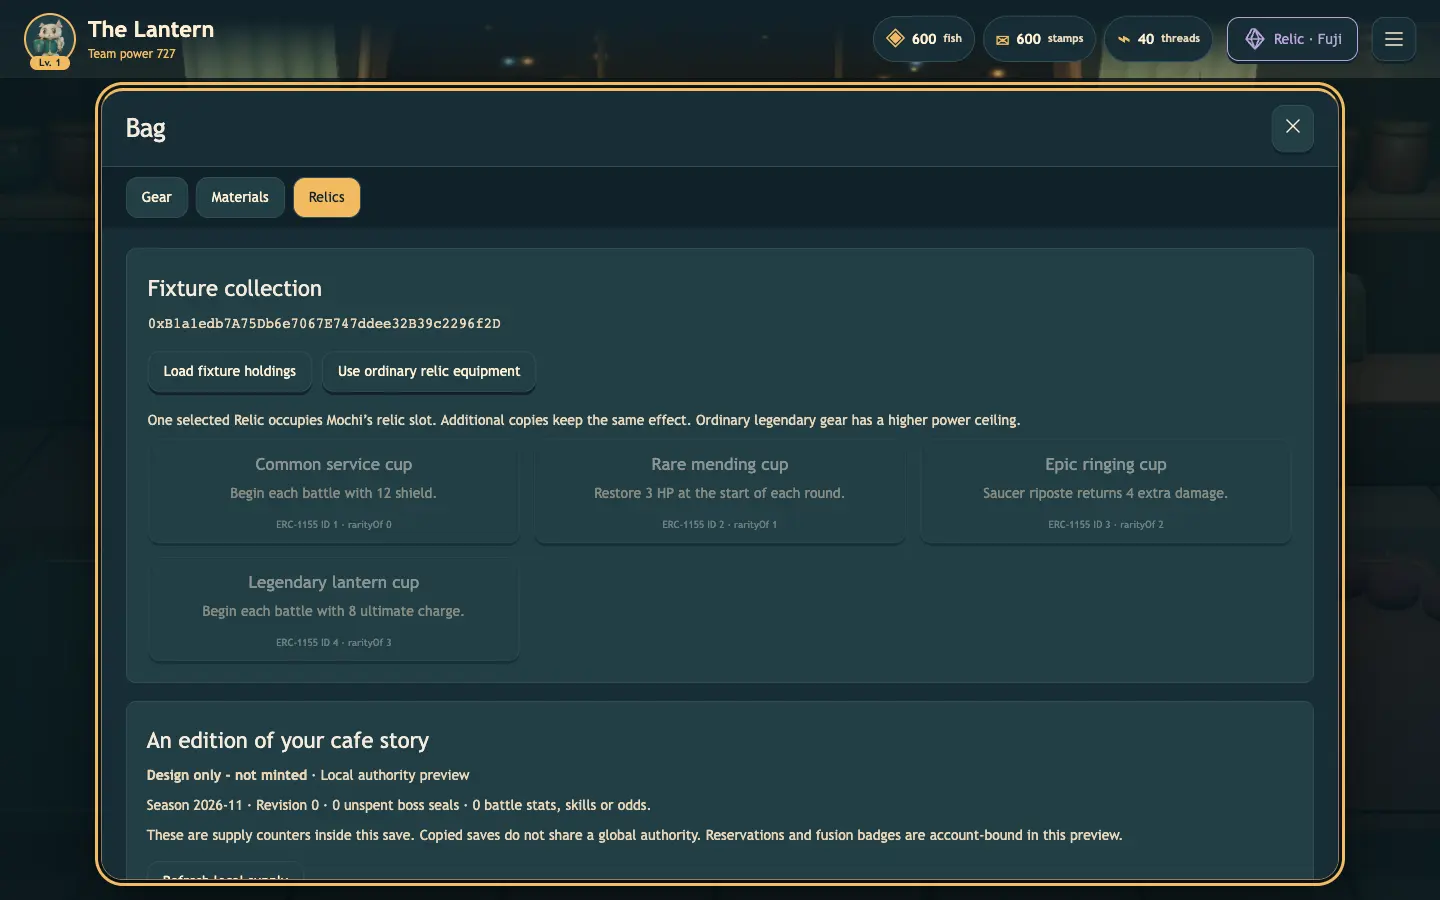 The Lantern
Team power 727
Lv. 1
600 fish
600 stamps
40 threads
Relic · Fuji
Bag
Gear
Materials
Relics
Fixture collection
0xB1a1edb7A75Db6e7067E747ddee32B39c2296f2D
Load fixture holdings
Use ordinary relic equipment
One selected Relic occupies Mochi's relic slot. Additional copies keep the same effect. Ordinary legendary gear has a higher power ceiling.
Common service cup
Begin each battle with 12 shield.
ERC-1155 ID 1 · rarityOf 0
Rare mending cup
Restore 3 HP at the start of each round.
ERC-1155 ID 2 · rarityOf 1
Epic ringing cup
Saucer riposte returns 4 extra damage.
ERC-1155 ID 3 · rarityOf 2
Legendary lantern cup
Begin each battle with 8 ultimate charge.
ERC-1155 ID 4 · rarityOf 3
An edition of your cafe story
Design only - not minted · Local authority preview
Season 2026-11 · Revision 0 · 0 unspent boss seals · 0 battle stats, skills or odds.
These are supply counters inside this save. Copied saves do not share a global authority. Reservations and fusion badges are account-bound in this preview.
Refresh local supply